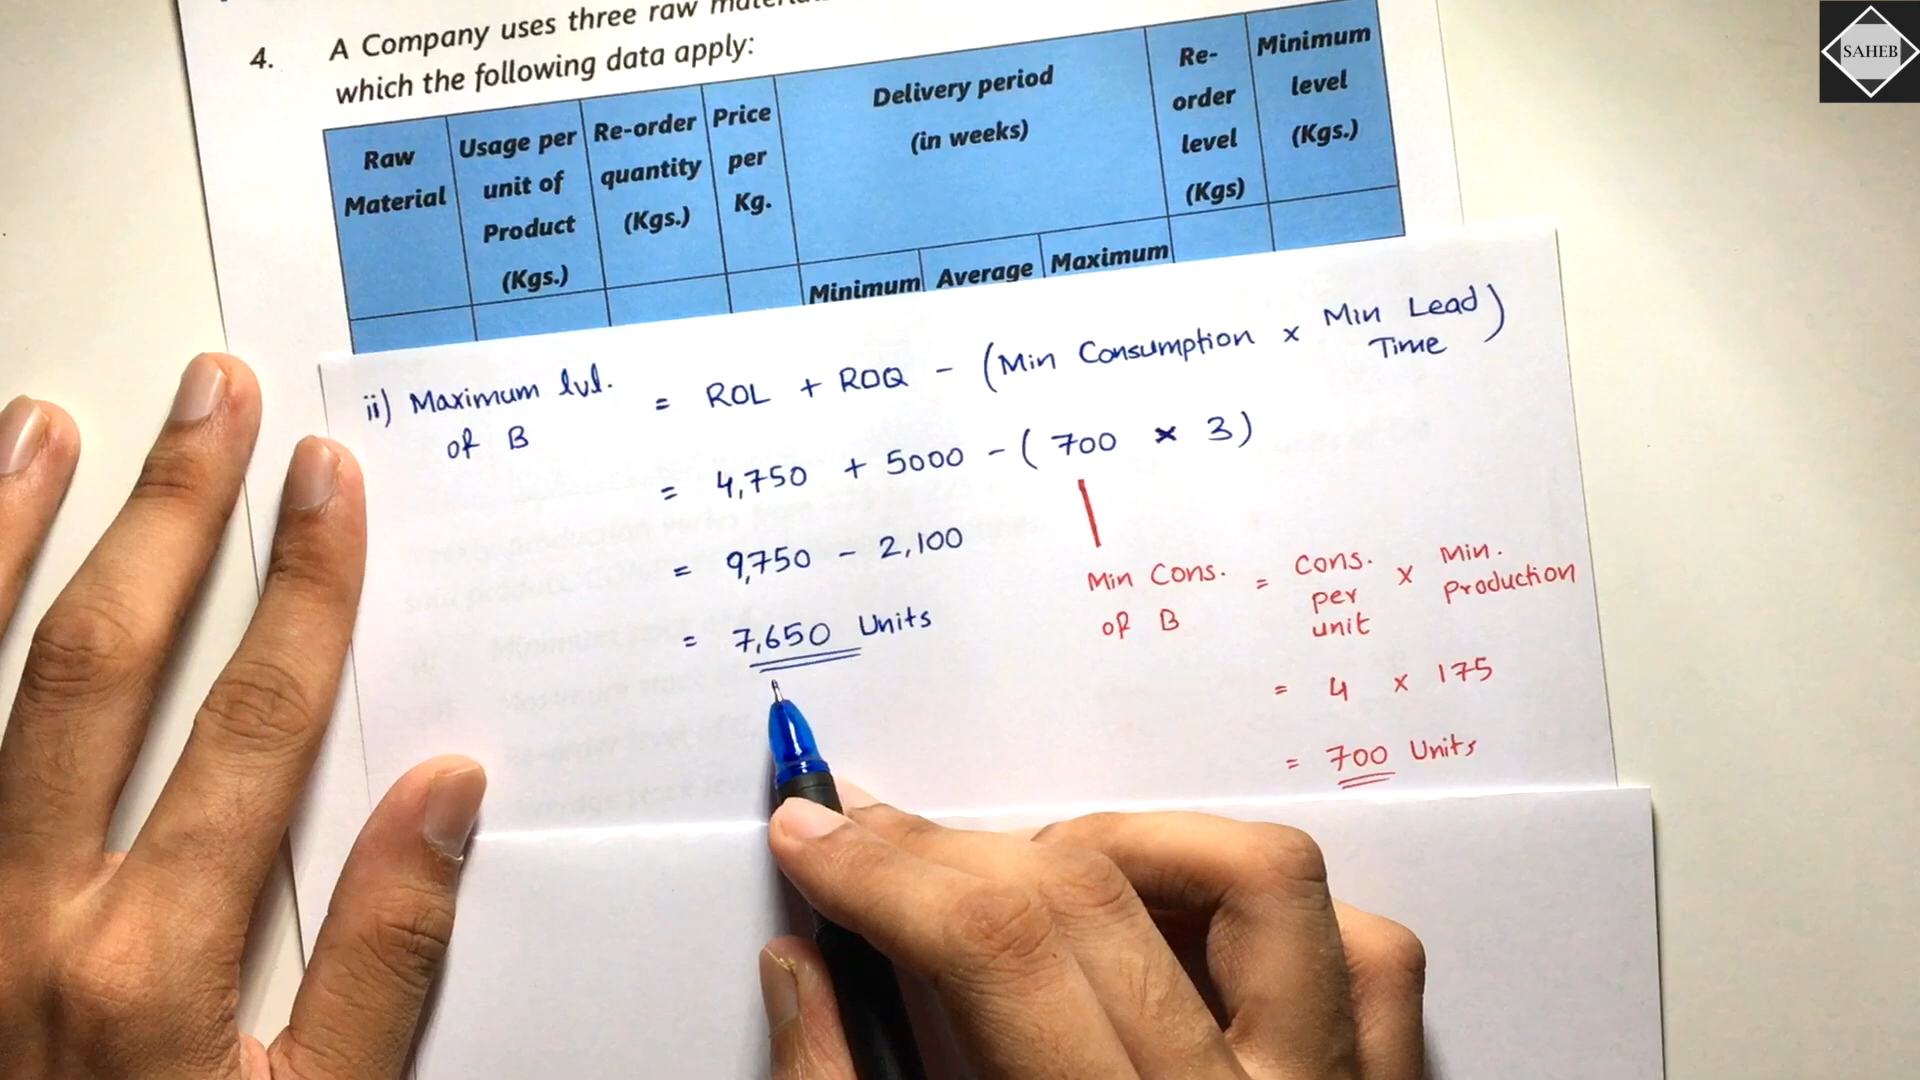 SAHEB
4. A Company uses three raw
which the following data apply:
Raw Material
Usage per unit of Product (Kgs.)
Re-order quantity (Kgs.)
Price per Kg.
Delivery period (in weeks)
Re-order level (Kgs)
Minimum level (Kgs.)
Minimum Average Maximum
ii) Maximum lvl. of B = ROL + ROQ - (Min Consumption x Min Lead Time)
= 4,750 + 5000 - ( 700 x 3)
= 9,750 - 2,100
= 7,650 Units
Min Cons. of B = Cons. per unit x Min. Production
= 4 x 175
= 700 Units